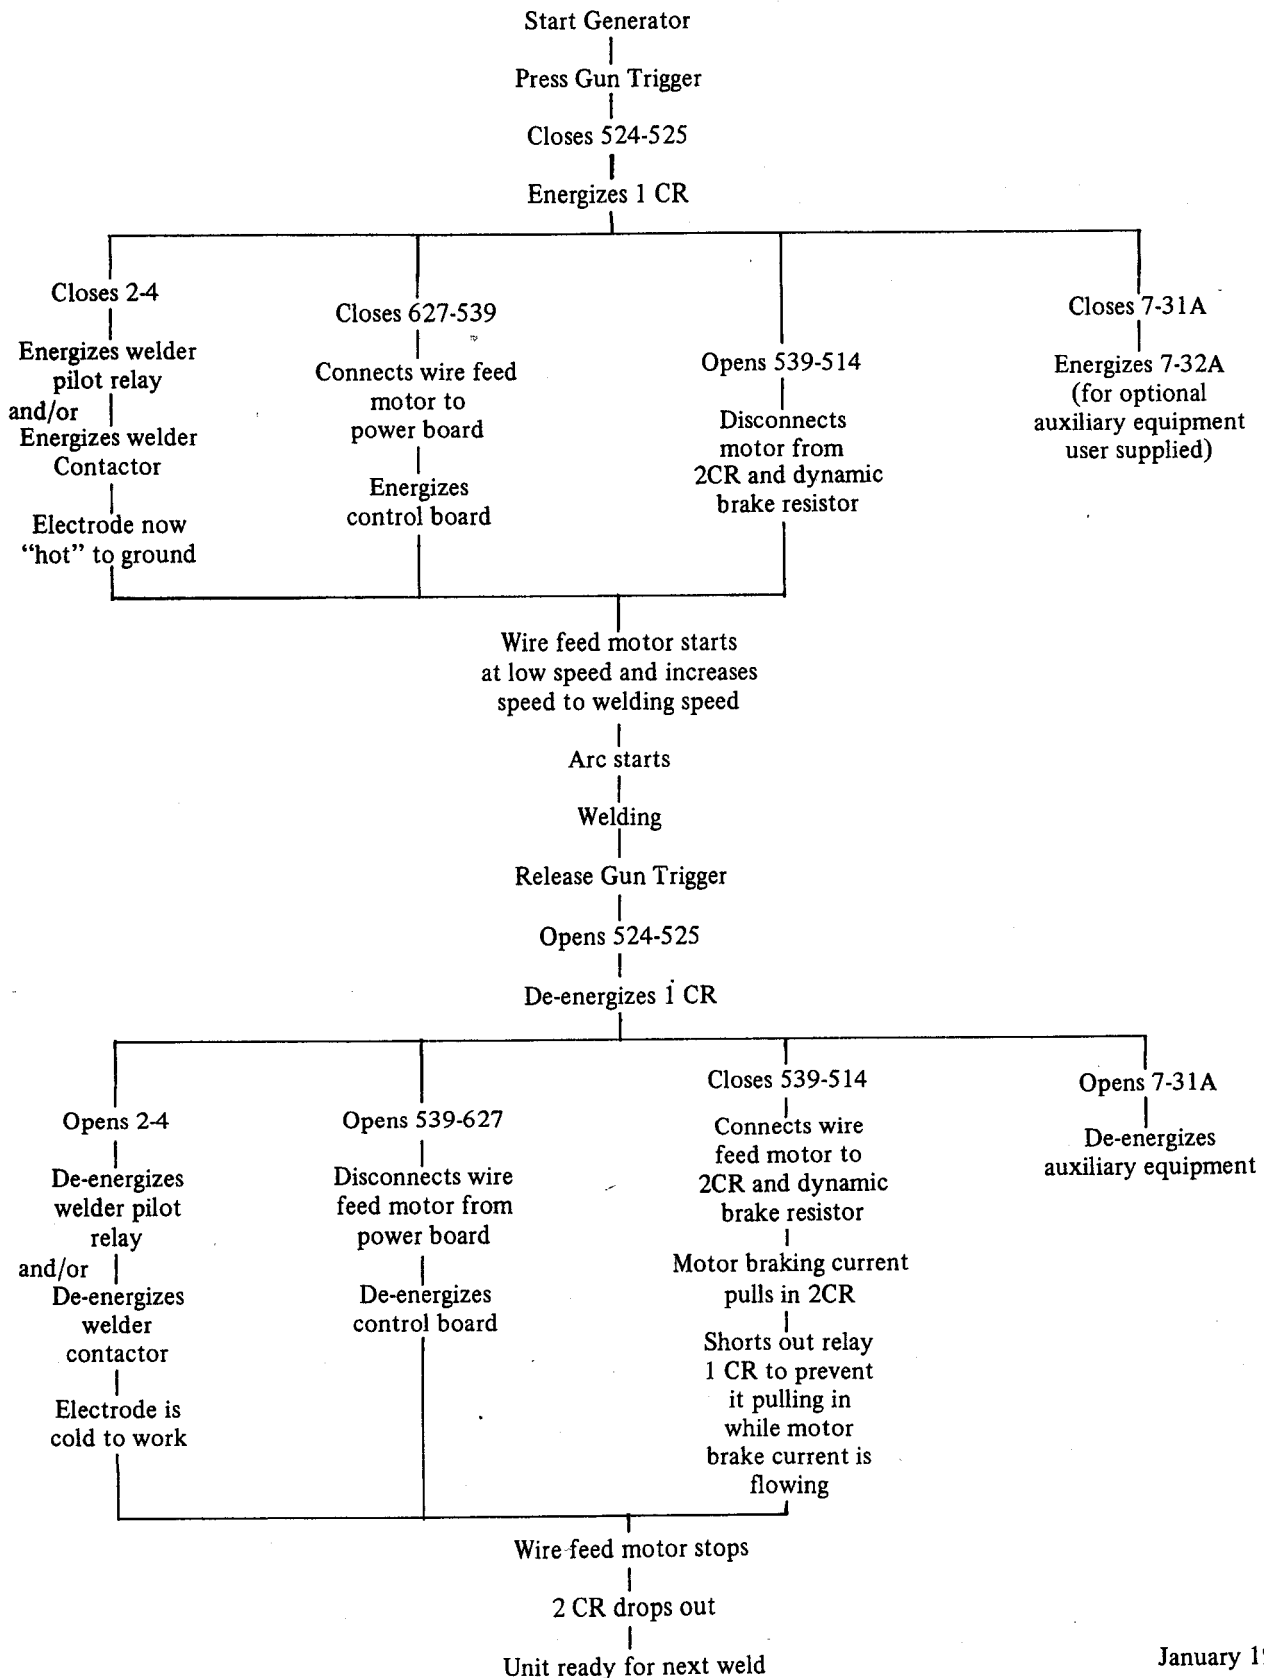 Start Generator
Press Gun Trigger
Closes 524-525
Energizes 1 CR
Closes 2-4
Energizes welder
pilot relay
and/or
Energizes welder
Contactor
Electrode now
“hot” to ground
Closes 627-539
Connects wire feed
motor to
power board
Energizes
control board
Opens 539-514
Disconnects
motor from
2CR and dynamic
brake resistor
Closes 7-31A
Energizes 7-32A
(for optional
auxiliary equipment
user supplied)
Wire feed motor starts
at low speed and increases
speed to welding speed
Arc starts
Welding
Release Gun Trigger
Opens 524-525
De-energizes 1 CR
Opens 2-4
De-energizes
welder pilot
relay
and/or
De-energizes
welder
contactor
Electrode is
cold to work
Opens 539-627
Disconnects wire
feed motor from
power board
De-energizes
control board
Closes 539-514
Connects wire
feed motor to
2CR and dynamic
brake resistor
Motor braking current
pulls in 2CR
Shorts out relay
1 CR to prevent
it pulling in
while motor
brake current is
flowing
Opens 7-31A
De-energizes
auxiliary equipment
Wire feed motor stops
2 CR drops out
Unit ready for next weld
January